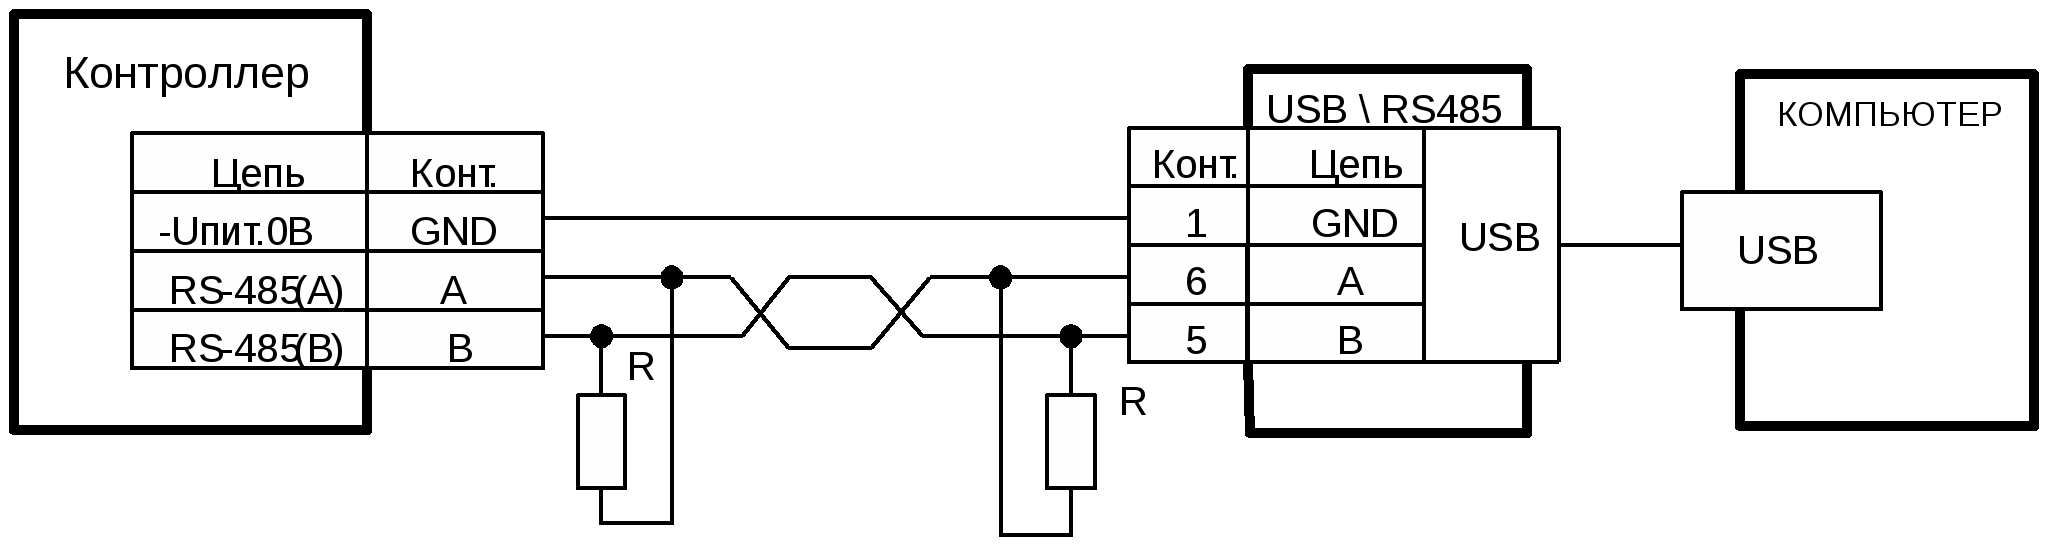 Контроллер
Цепь Конт.
-Uпит.0В GND
RS-485(A) A
RS-485(B) B
R
R
USB \ RS485
Конт. Цепь
1 GND
6 A
5 B
USB
КОМПЬЮТЕР
USB